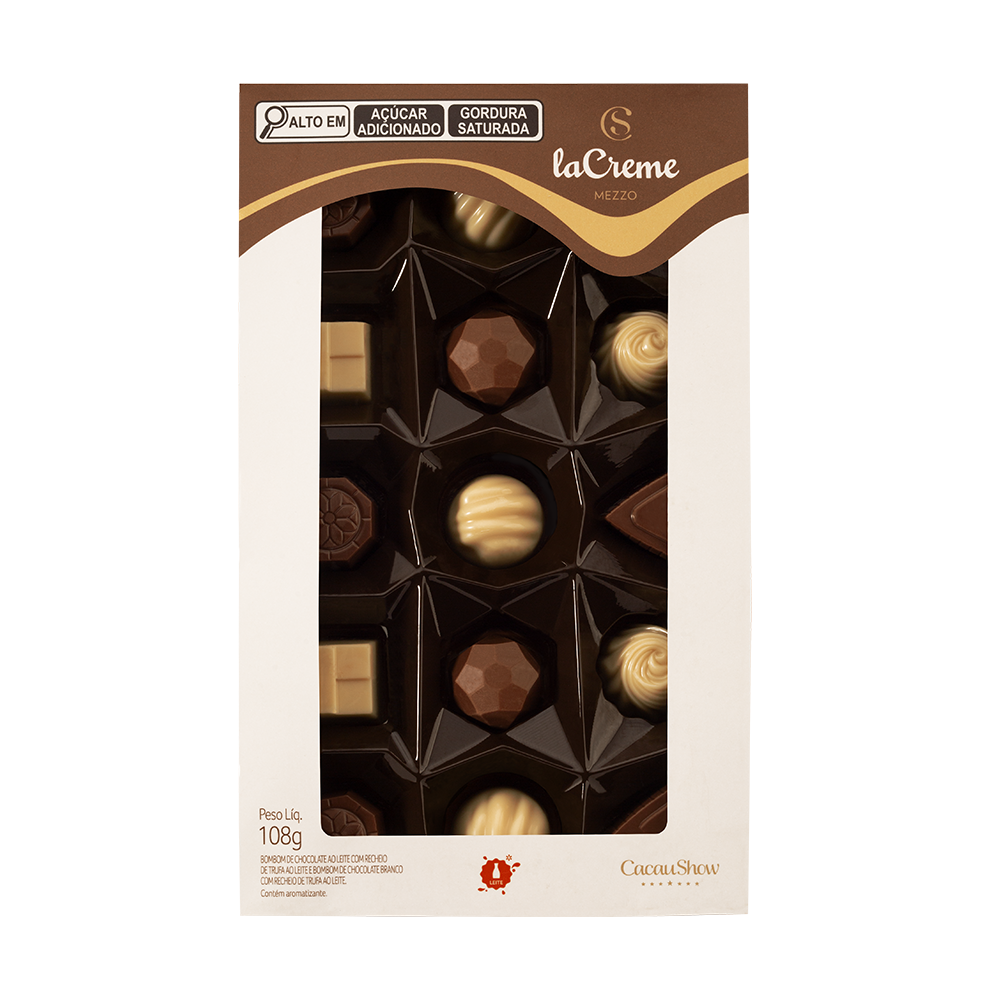 ALTO EM
AÇÚCAR
ADICIONADO
GORDURA
SATURADA
CS
laCreme
MEZZO
Peso Líq.
108g
BOMBOM DE CHOCOLATE AO LEITE COM RECHEIO
DE TRUFA AO LEITE E BOMBOM DE CHOCOLATE BRANCO
COM RECHEIO DE TRUFA AO LEITE.
Contém aromatizante.
LEITE
CacauShow